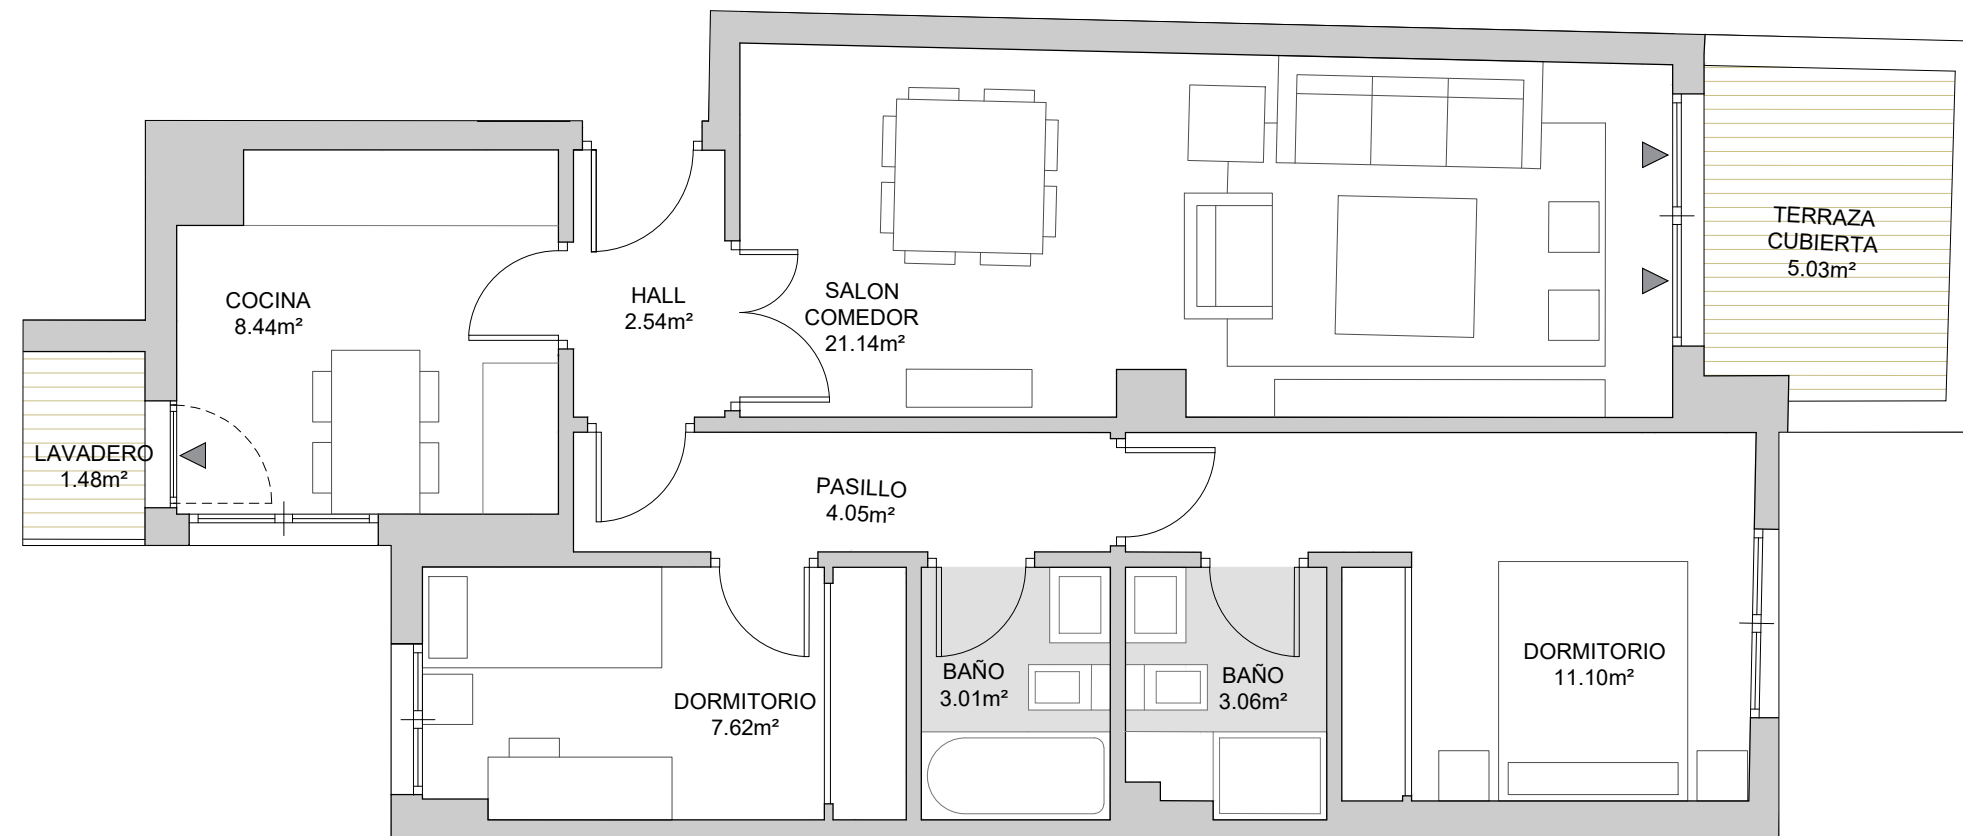 COCINA
8.44m²
HALL
2.54m²
SALON
COMEDOR
21.14m²
TERRAZA
CUBIERTA
5.03m²
LAVADERO
1.48m²
PASILLO
4.05m²
DORMITORIO
7.62m²
BAÑO
3.01m²
BAÑO
3.06m²
DORMITORIO
11.10m²